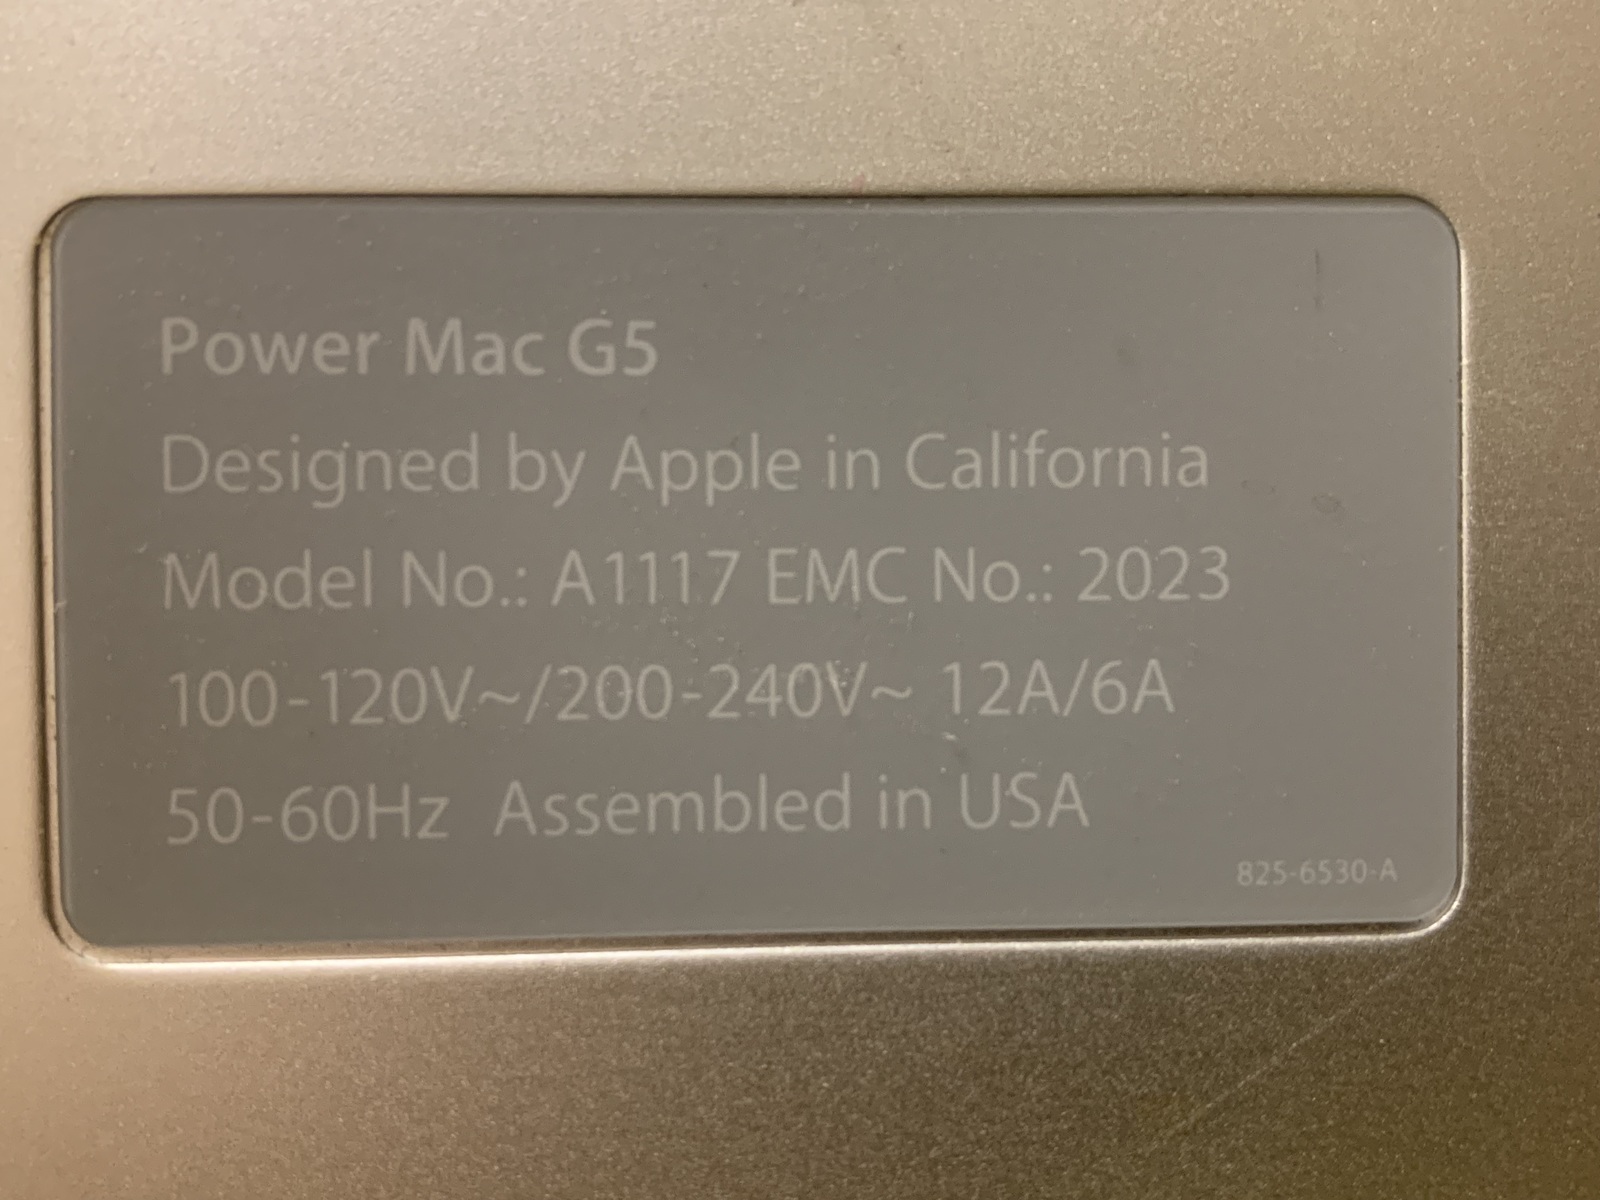 Power Mac G5
Designed by Apple in California
Model No.: A1117 EMC No.: 2023
100-120V~/200-240V~ 12A/6A
50-60Hz Assembled in USA
825-6530-A